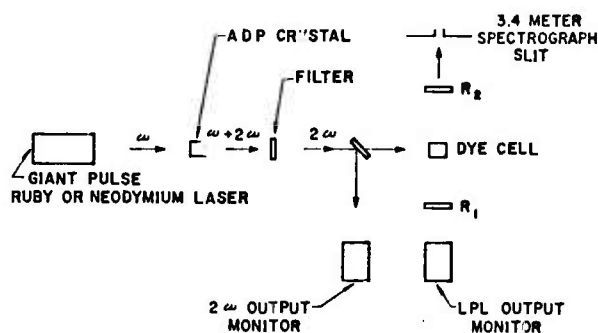 ADP CRYSTAL
3.4 METER
SPECTROGRAPH
SLIT
FILTER
R2
ω
ω + 2ω
2ω
DYE CELL
GIANT PULSE
RUBY OR NEODYMIUM LASER
R1
2ω OUTPUT
MONITOR
LPL OUTPUT
MONITOR